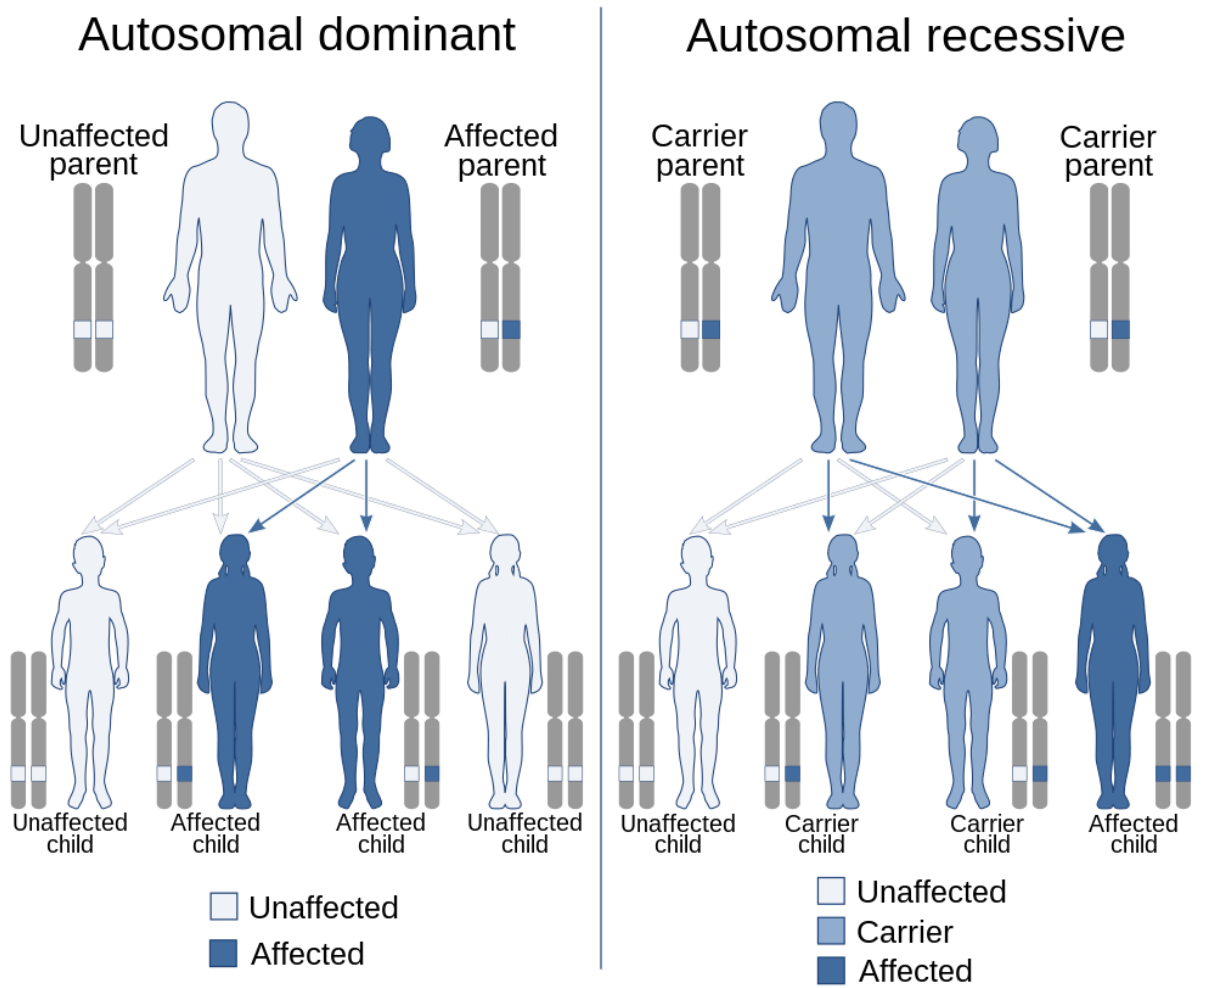 Autosomal dominant
Unaffected
parent
Affected
parent
Unaffected
child
Affected
child
Affected
child
Unaffected
child
Unaffected
Affected
Autosomal recessive
Carrier
parent
Carrier
parent
Unaffected
child
Carrier
child
Carrier
child
Affected
child
Unaffected
Carrier
Affected